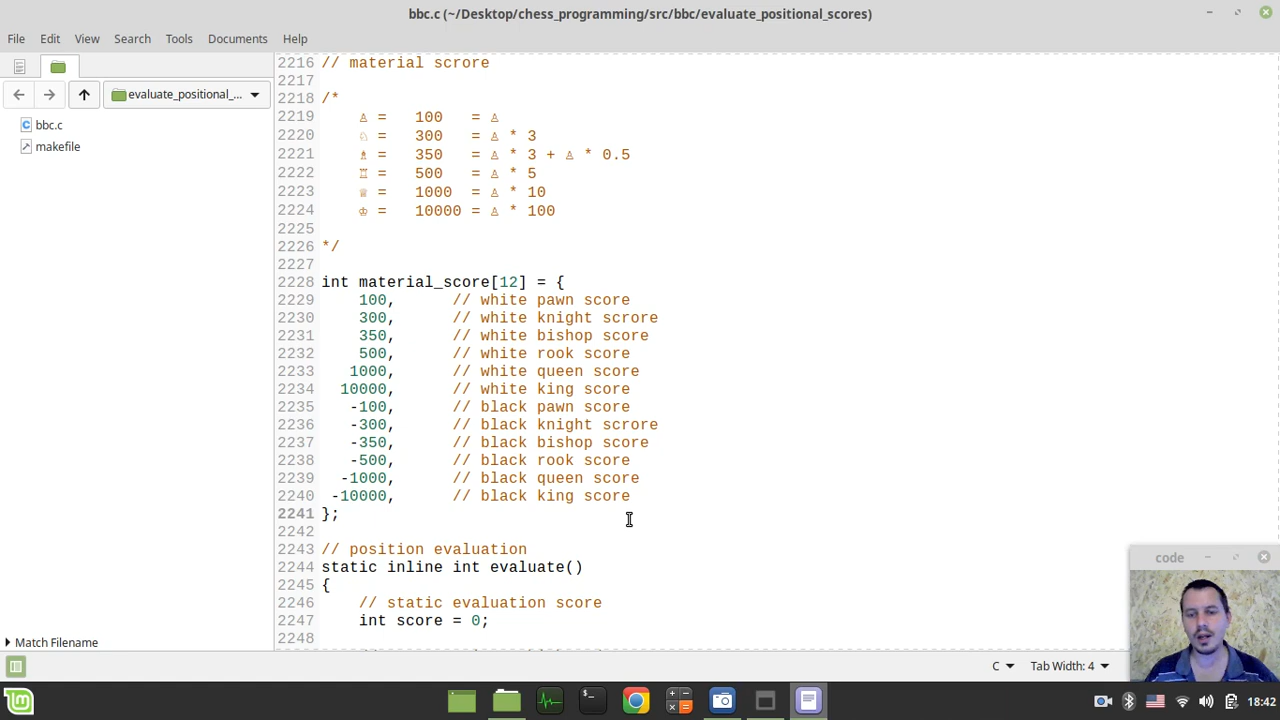 bbc.c (~/Desktop/chess_programming/src/bbc/evaluate_positional_scores)
File Edit View Search Tools Documents Help
evaluate_positional_...
bbc.c
makefile
Match Filename
2216 // material scrore
2217
2218 /*
2219 ♙ = 100 = ♙
2220 ♘ = 300 = ♙ * 3
2221 ♗ = 350 = ♙ * 3 + ♙ * 0.5
2222 ♖ = 500 = ♙ * 5
2223 ♕ = 1000 = ♙ * 10
2224 ♔ = 10000 = ♙ * 100
2225
2226 */
2227
2228 int material_score[12] = {
2229 100, // white pawn score
2230 300, // white knight scrore
2231 350, // white bishop score
2232 500, // white rook score
2233 1000, // white queen score
2234 10000, // white king score
2235 -100, // black pawn score
2236 -300, // black knight scrore
2237 -350, // black bishop score
2238 -500, // black rook score
2239 -1000, // black queen score
2240 -10000, // black king score
2241 };
2242
2243 // position evaluation
2244 static inline int evaluate()
2245 {
2246 // static evaluation score
2247 int score = 0;
2248
code
C Tab Width: 4
18:42